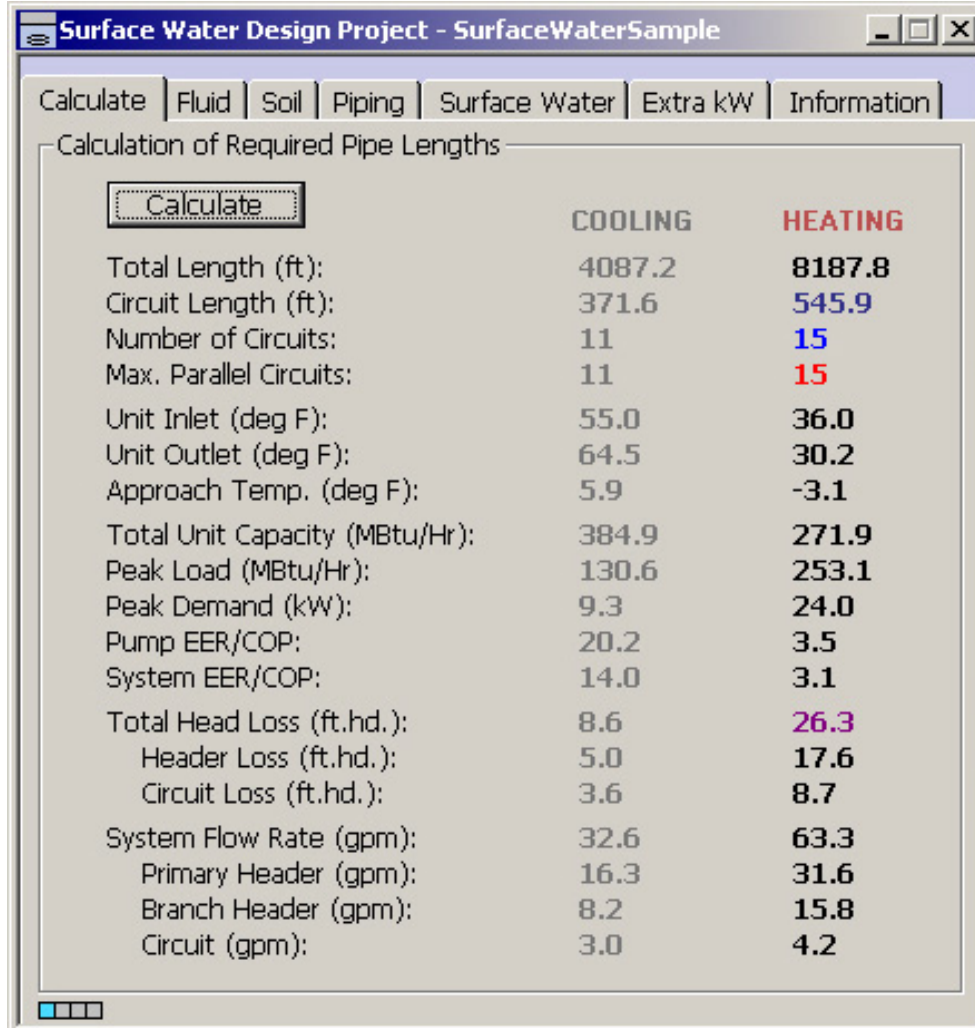 Surface Water Design Project - SurfaceWaterSample
Calculate Fluid Soil Piping Surface Water Extra kW Information
Calculation of Required Pipe Lengths
Calculate
COOLING HEATING
Total Length (ft): 4087.2 8187.8
Circuit Length (ft): 371.6 545.9
Number of Circuits: 11 15
Max. Parallel Circuits: 11 15
Unit Inlet (deg F): 55.0 36.0
Unit Outlet (deg F): 64.5 30.2
Approach Temp. (deg F): 5.9 -3.1
Total Unit Capacity (MBtu/Hr): 384.9 271.9
Peak Load (MBtu/Hr): 130.6 253.1
Peak Demand (kW): 9.3 24.0
Pump EER/COP: 20.2 3.5
System EER/COP: 14.0 3.1
Total Head Loss (ft.hd.): 8.6 26.3
Header Loss (ft.hd.): 5.0 17.6
Circuit Loss (ft.hd.): 3.6 8.7
System Flow Rate (gpm): 32.6 63.3
Primary Header (gpm): 16.3 31.6
Branch Header (gpm): 8.2 15.8
Circuit (gpm): 3.0 4.2